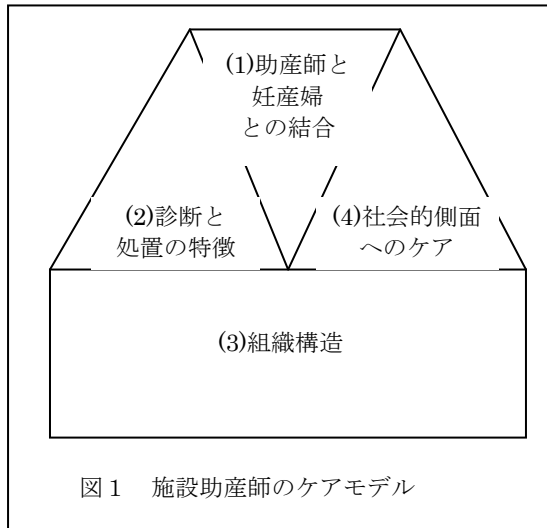 (1)助産師と
妊産婦
との結合
(2)診断と
処置の特徴
(4)社会的側面
へのケア
(3)組織構造
図1 施設助産師のケアモデル